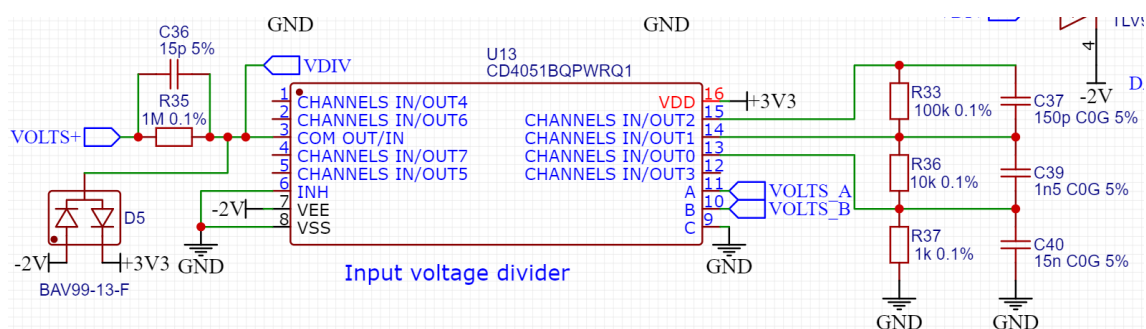 GND
GND
C36
15p 5%
R35
1M 0.1%
VOLTS+
VDIV
U13
CD4051BQPWRQ1
1 CHANNELS IN/OUT4
2 CHANNELS IN/OUT6
3 COM OUT/IN
4 CHANNELS IN/OUT7
5 CHANNELS IN/OUT5
6 INH
7 VEE
8 VSS
VDD 16
CHANNELS IN/OUT2 15
CHANNELS IN/OUT1 14
CHANNELS IN/OUT0 13
CHANNELS IN/OUT3 12
A 11
B 10
C 9
+3V3
VOLTS_A
VOLTS_B
GND
-2V
GND
D5
-2V
+3V3
BAV99-13-F
Input voltage divider
R33
100k 0.1%
C37
150p C0G 5%
R36
10k 0.1%
C39
1n5 C0G 5%
R37
1k 0.1%
C40
15n C0G 5%
GND
GND
4
-2V